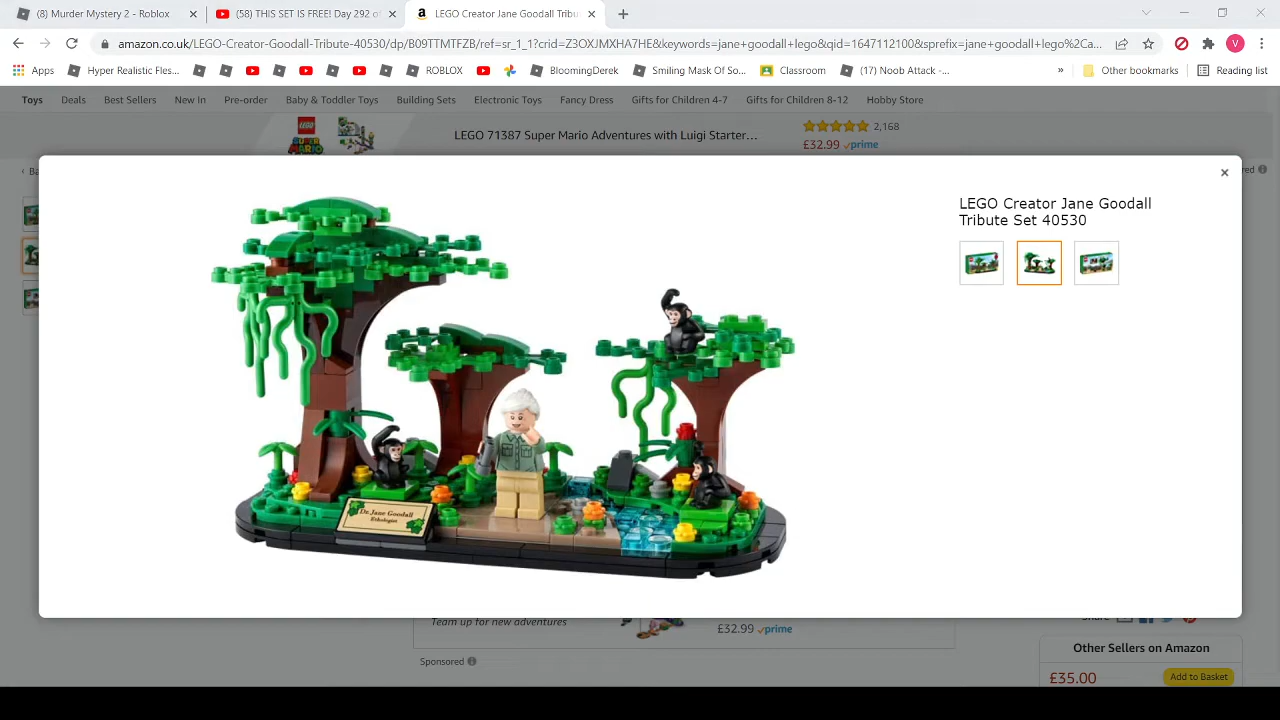 (8) Murder Mystery 2 - Roblox
(58) THIS SET IS FREE! Day 292 of
LEGO Creator Jane Goodall Tribu
amazon.co.uk/LEGO-Creator-Goodall-Tribute-40530/dp/B09TTMTFZB/ref=sr_1_1?crid=Z3OXJMXHA7HE&keywords=jane+goodall+lego&qid=1647112100&sprefix=jane+goodall+lego%2Ca...
V
Apps
Hyper Realistic Fles...
ROBLOX
BloomingDerek
Smiling Mask Of So...
Classroom
(17) Noob Attack -...
»
Other bookmarks
Reading list
Toys
Deals
Best Sellers
New In
Pre-order
Baby & Toddler Toys
Building Sets
Electronic Toys
Fancy Dress
Gifts for Children 4-7
Gifts for Children 8-12
Hobby Store
LEGO 71387 Super Mario Adventures with Luigi Starter...
2,168
£32.99 prime
LEGO Creator Jane Goodall
Tribute Set 40530
Dr. Jane Goodall
Ethologist
Team up for new adventures
£32.99 prime
Sponsored
Other Sellers on Amazon
£35.00
Add to Basket